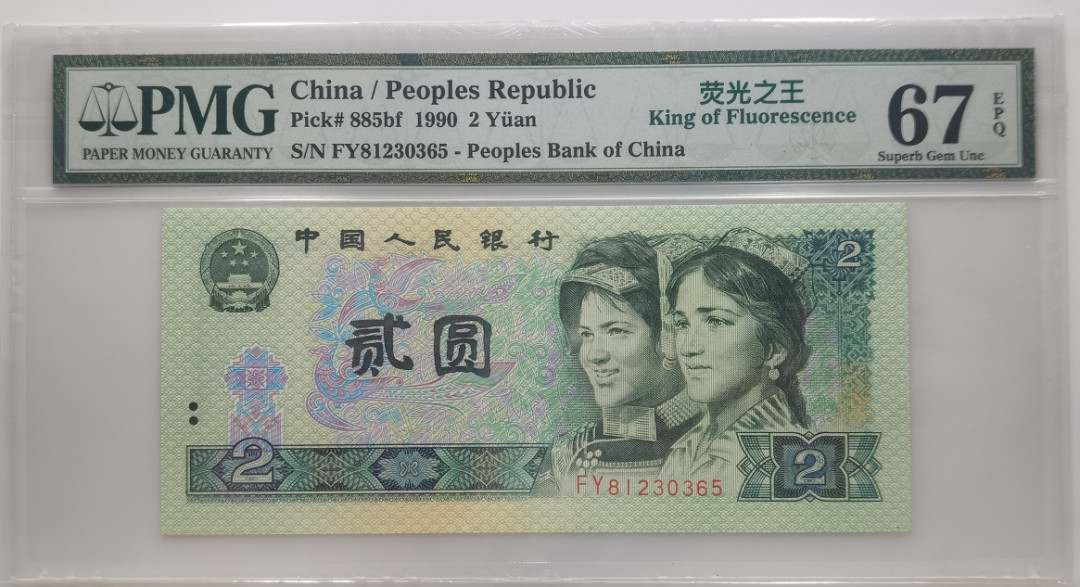 PMG
PAPER MONEY GUARANTY
China / Peoples Republic
Pick# 885bf 1990 2 Yüan
S/N FY81230365 - Peoples Bank of China
荧光之王
King of Fluorescence
67
EPQ
Superb Gem Unc
中国人民银行
2
贰圆
2
FY81230365
2